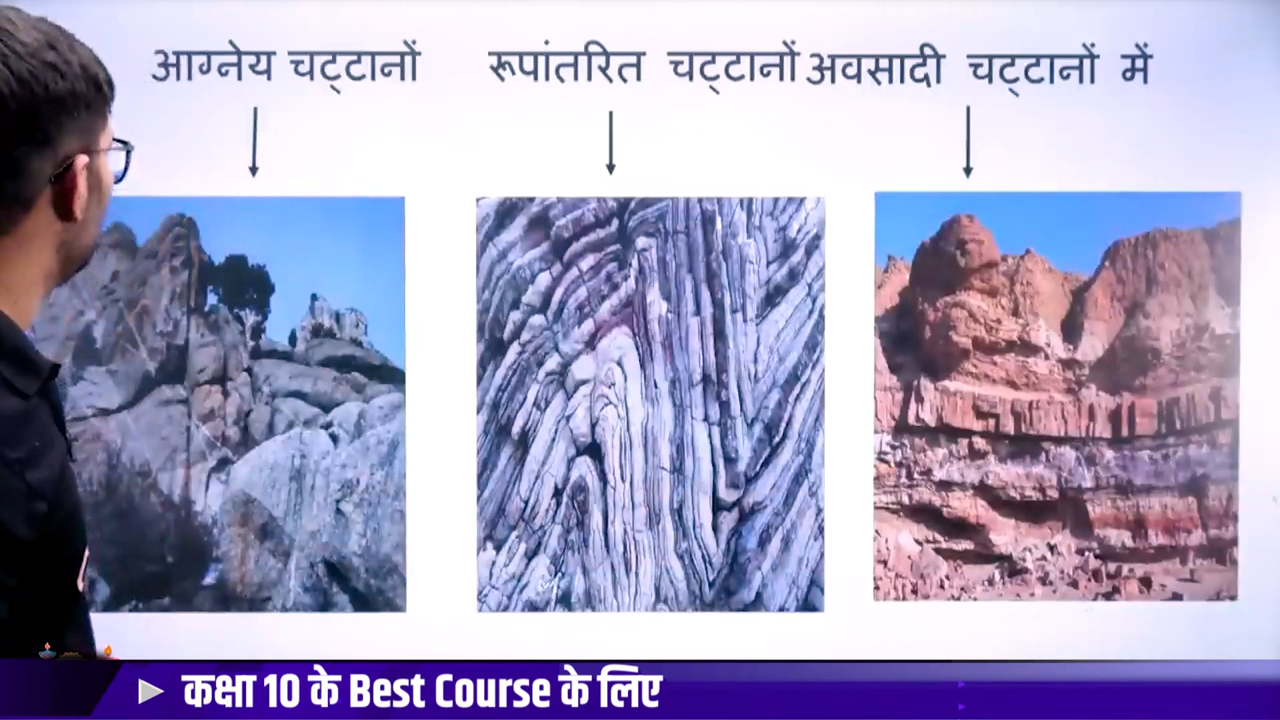 आग्नेय चट्टानों
रूपांतरित चट्टानों
अवसादी चट्टानों में
कक्षा 10 के Best Course के लिए